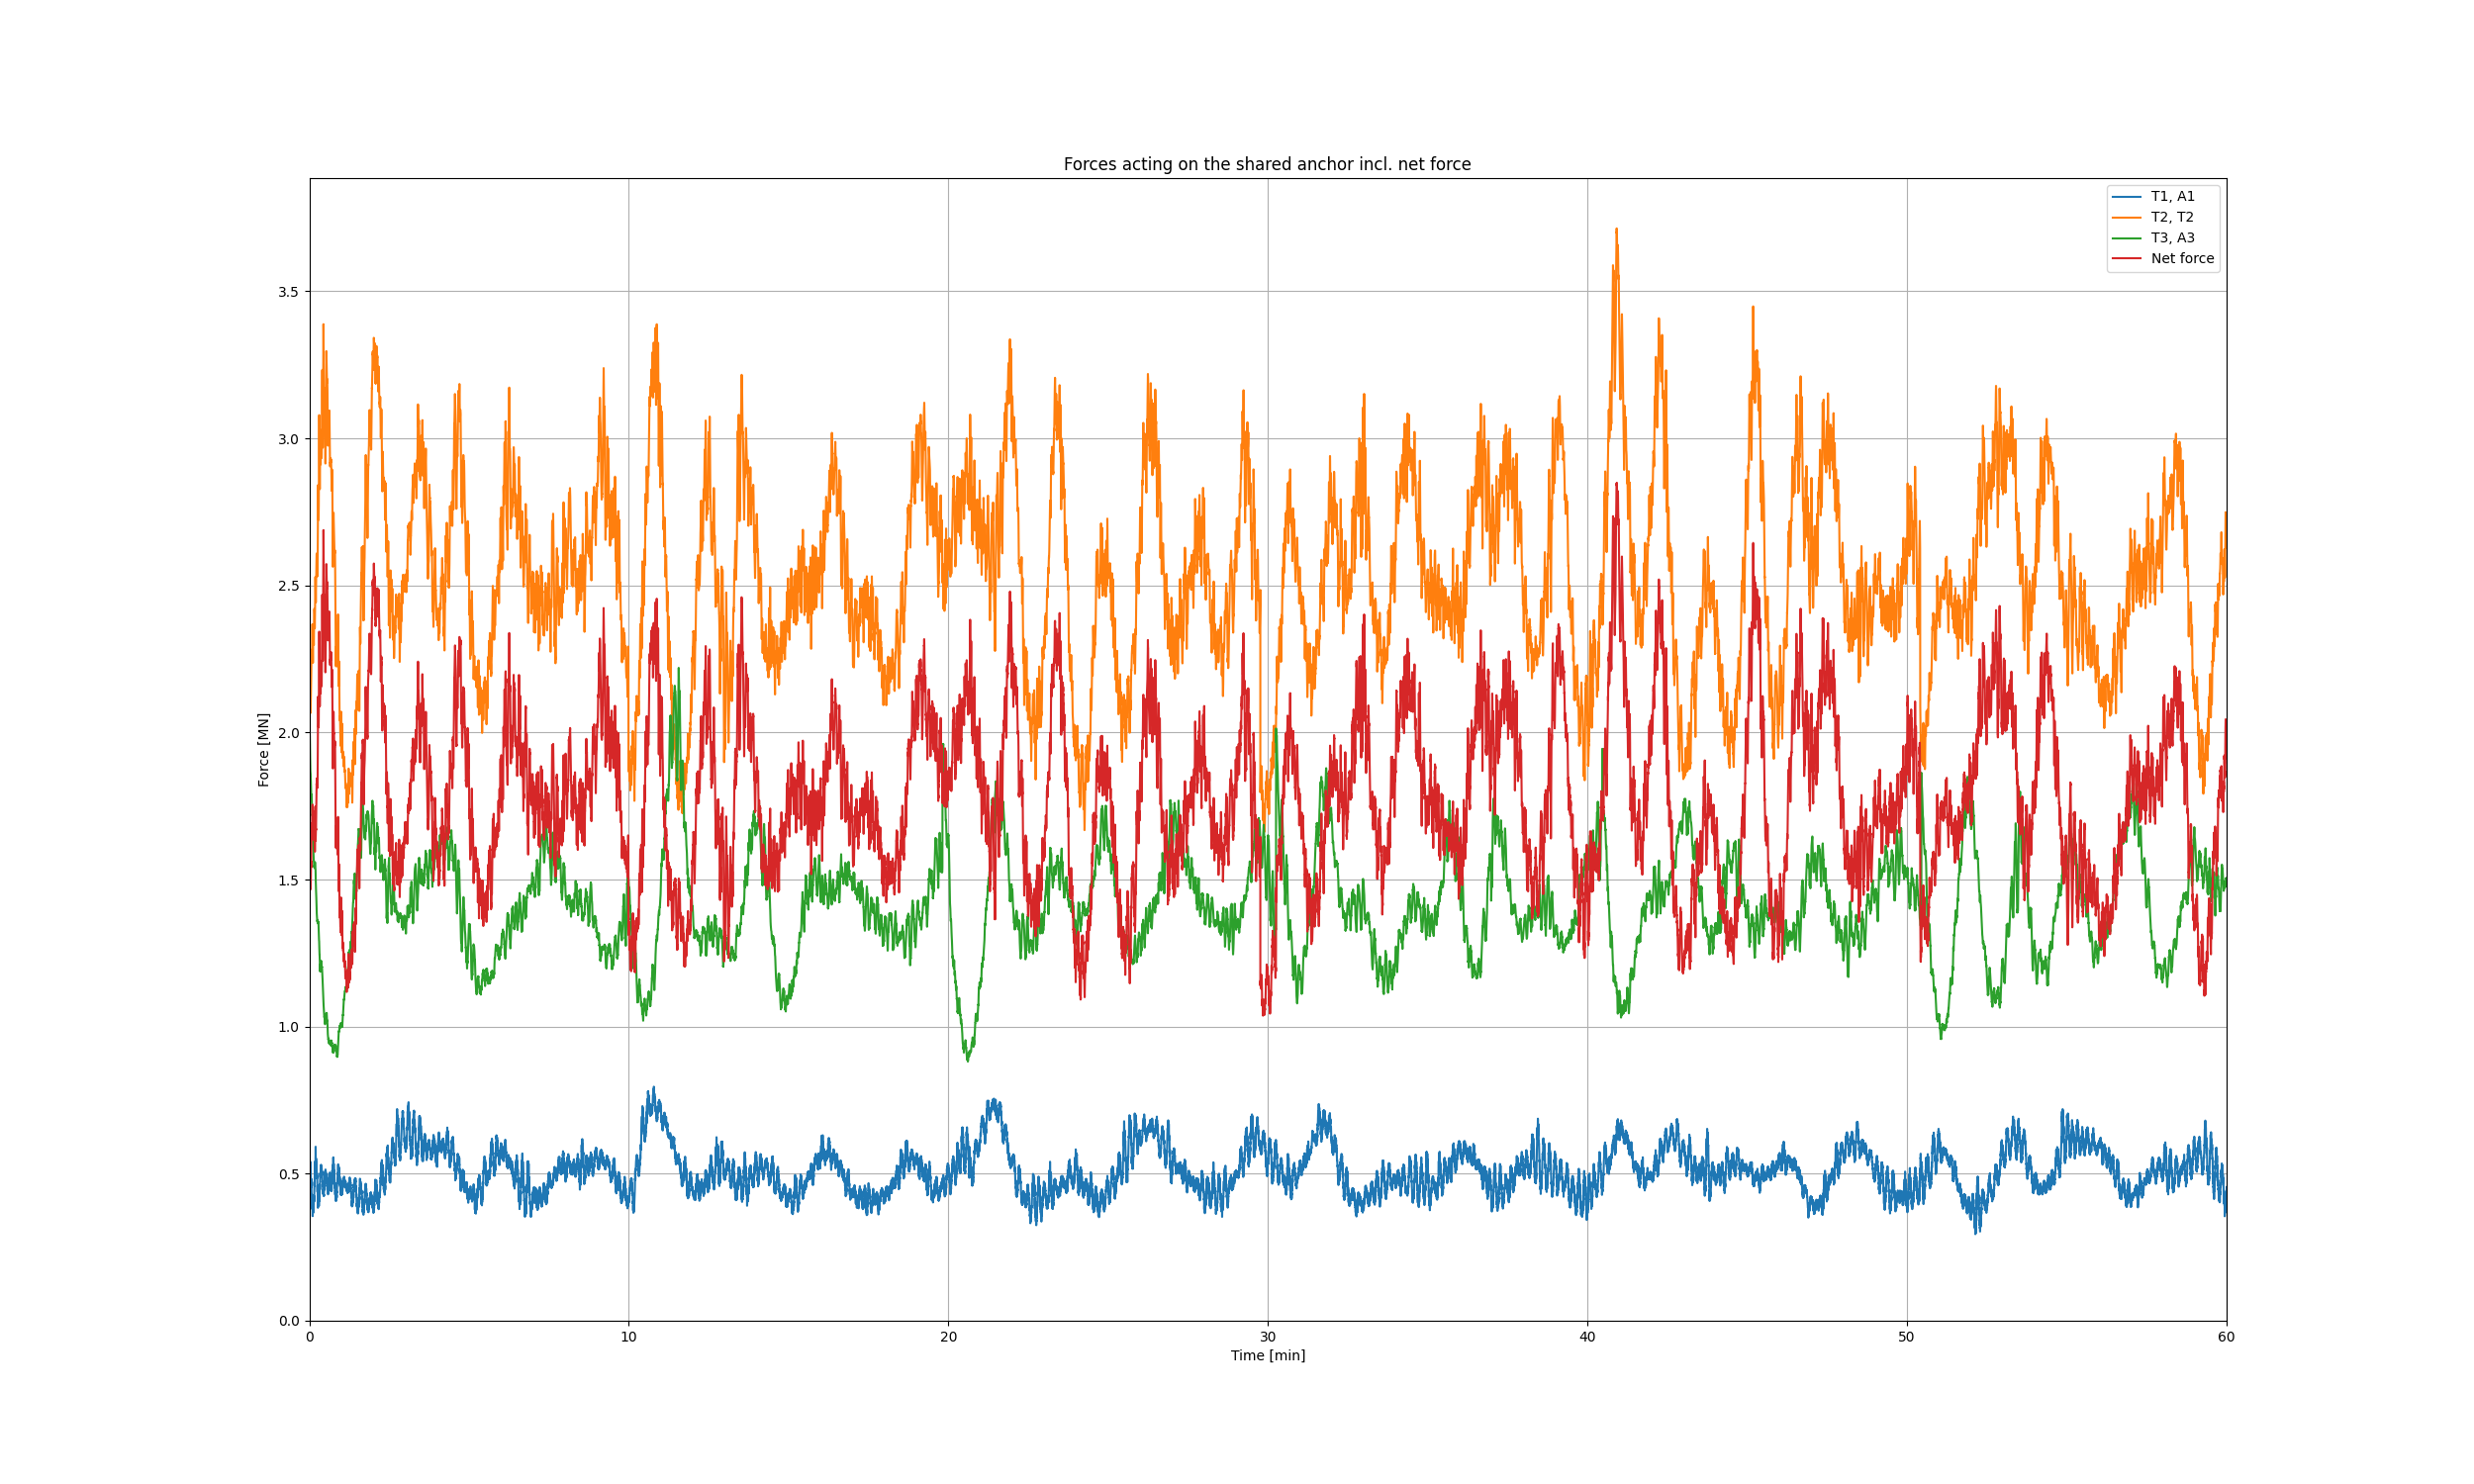 Forces acting on the shared anchor incl. net force
T1, A1
T2, T2
T3, A3
Net force
Force [MN]
3.5
3.0
2.5
2.0
1.5
1.0
0.5
0.0
0 10 20 30 40 50 60
Time [min]